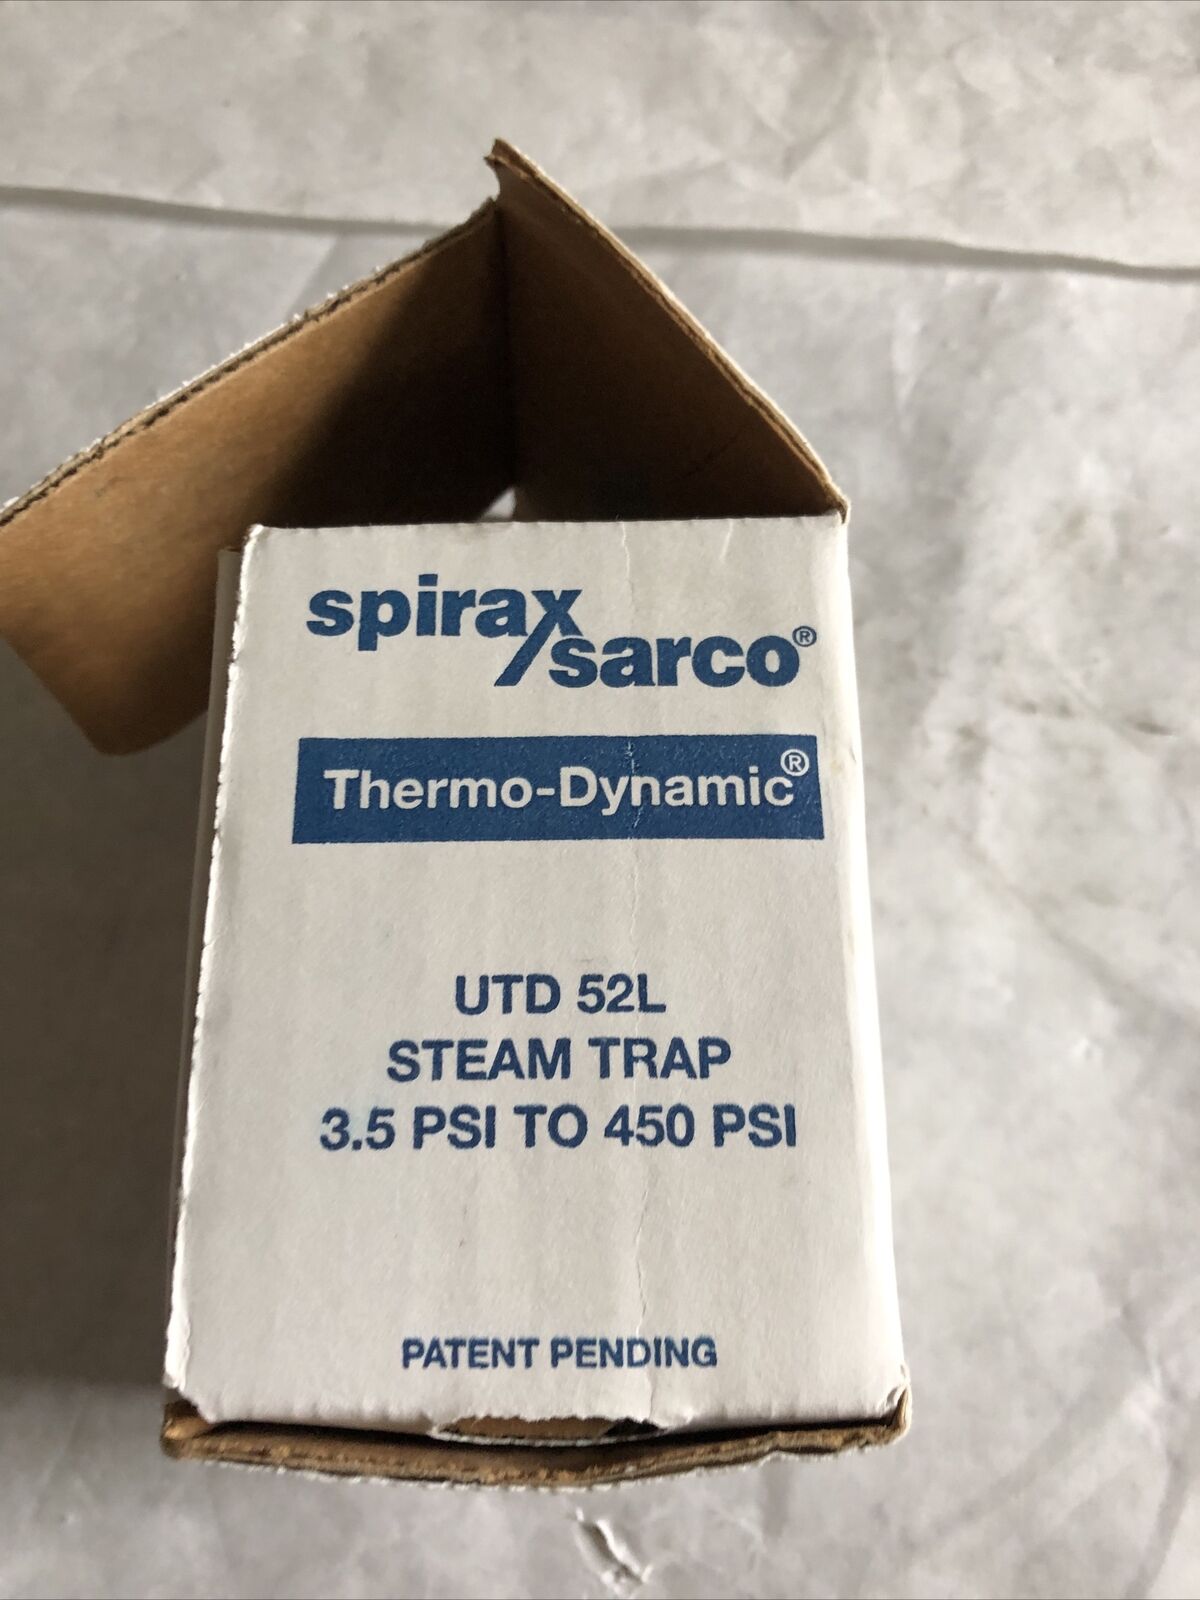 spirax
sarco®
Thermo-Dynamic®
UTD 52L
STEAM TRAP
3.5 PSI TO 450 PSI
PATENT PENDING